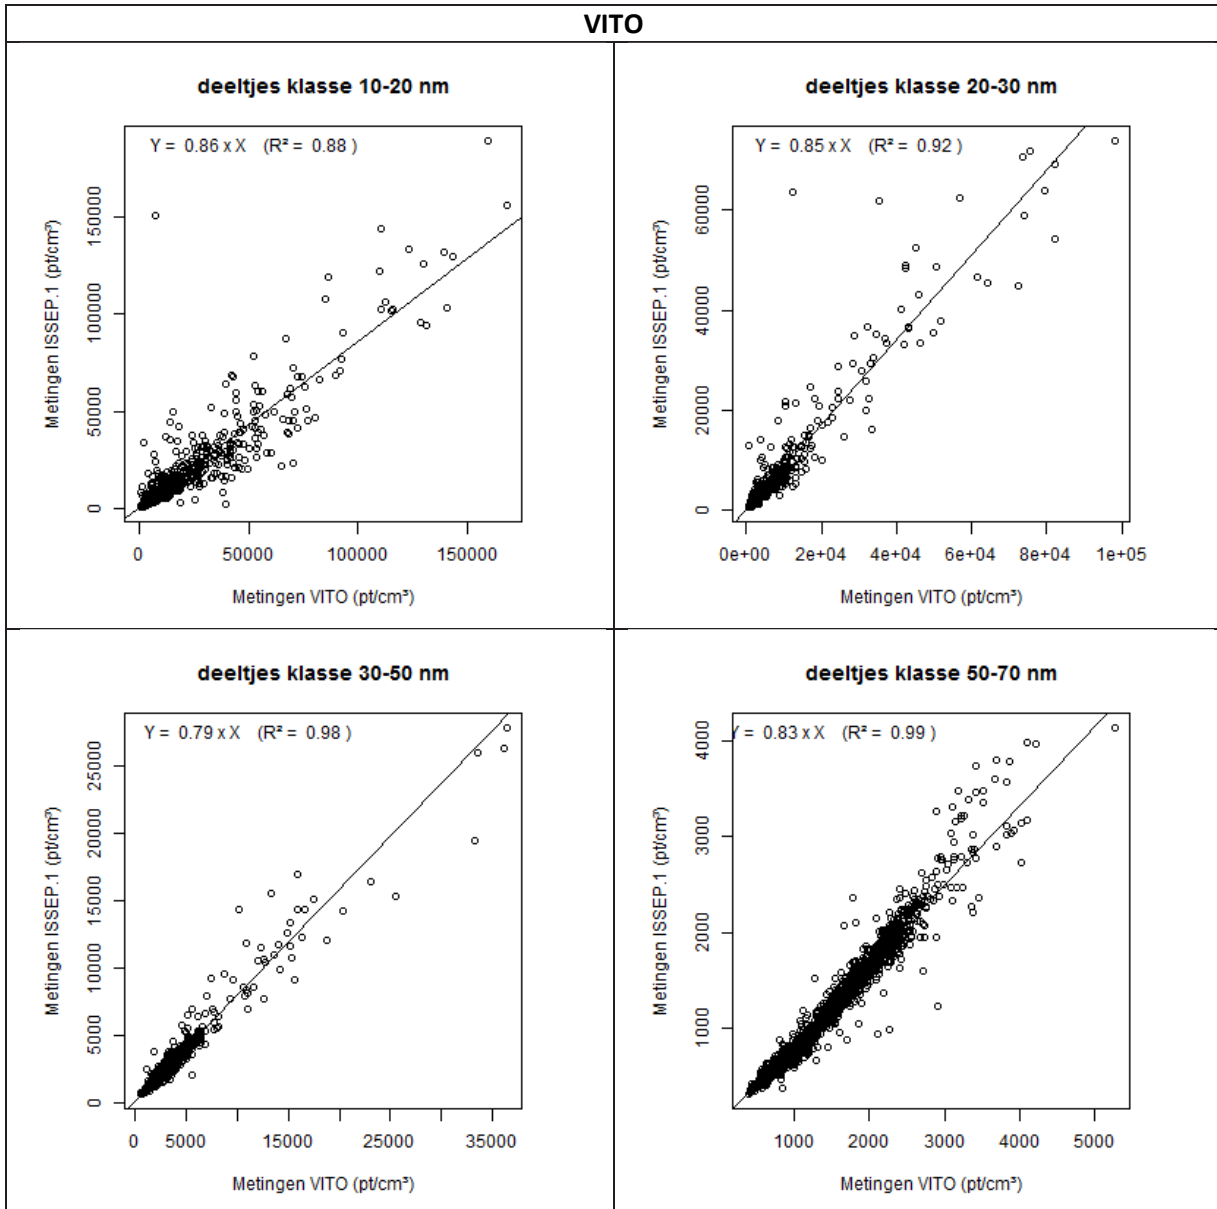 VITO
deeltjes klasse 10-20 nm
Y = 0.86 x X (R² = 0.88 )
Metingen ISSEP.1 (pt/cm³)
150000
100000
50000
0
0 50000 100000 150000
Metingen VITO (pt/cm³)
deeltjes klasse 20-30 nm
Y = 0.85 x X (R² = 0.92 )
Metingen ISSEP.1 (pt/cm³)
60000
40000
20000
0
0e+00 2e+04 4e+04 6e+04 8e+04 1e+05
Metingen VITO (pt/cm³)
deeltjes klasse 30-50 nm
Y = 0.79 x X (R² = 0.98 )
Metingen ISSEP.1 (pt/cm³)
25000
20000
15000
10000
5000
0
0 5000 15000 25000 35000
Metingen VITO (pt/cm³)
deeltjes klasse 50-70 nm
Y = 0.83 x X (R² = 0.99 )
Metingen ISSEP.1 (pt/cm³)
4000
3000
2000
1000
1000 2000 3000 4000 5000
Metingen VITO (pt/cm³)